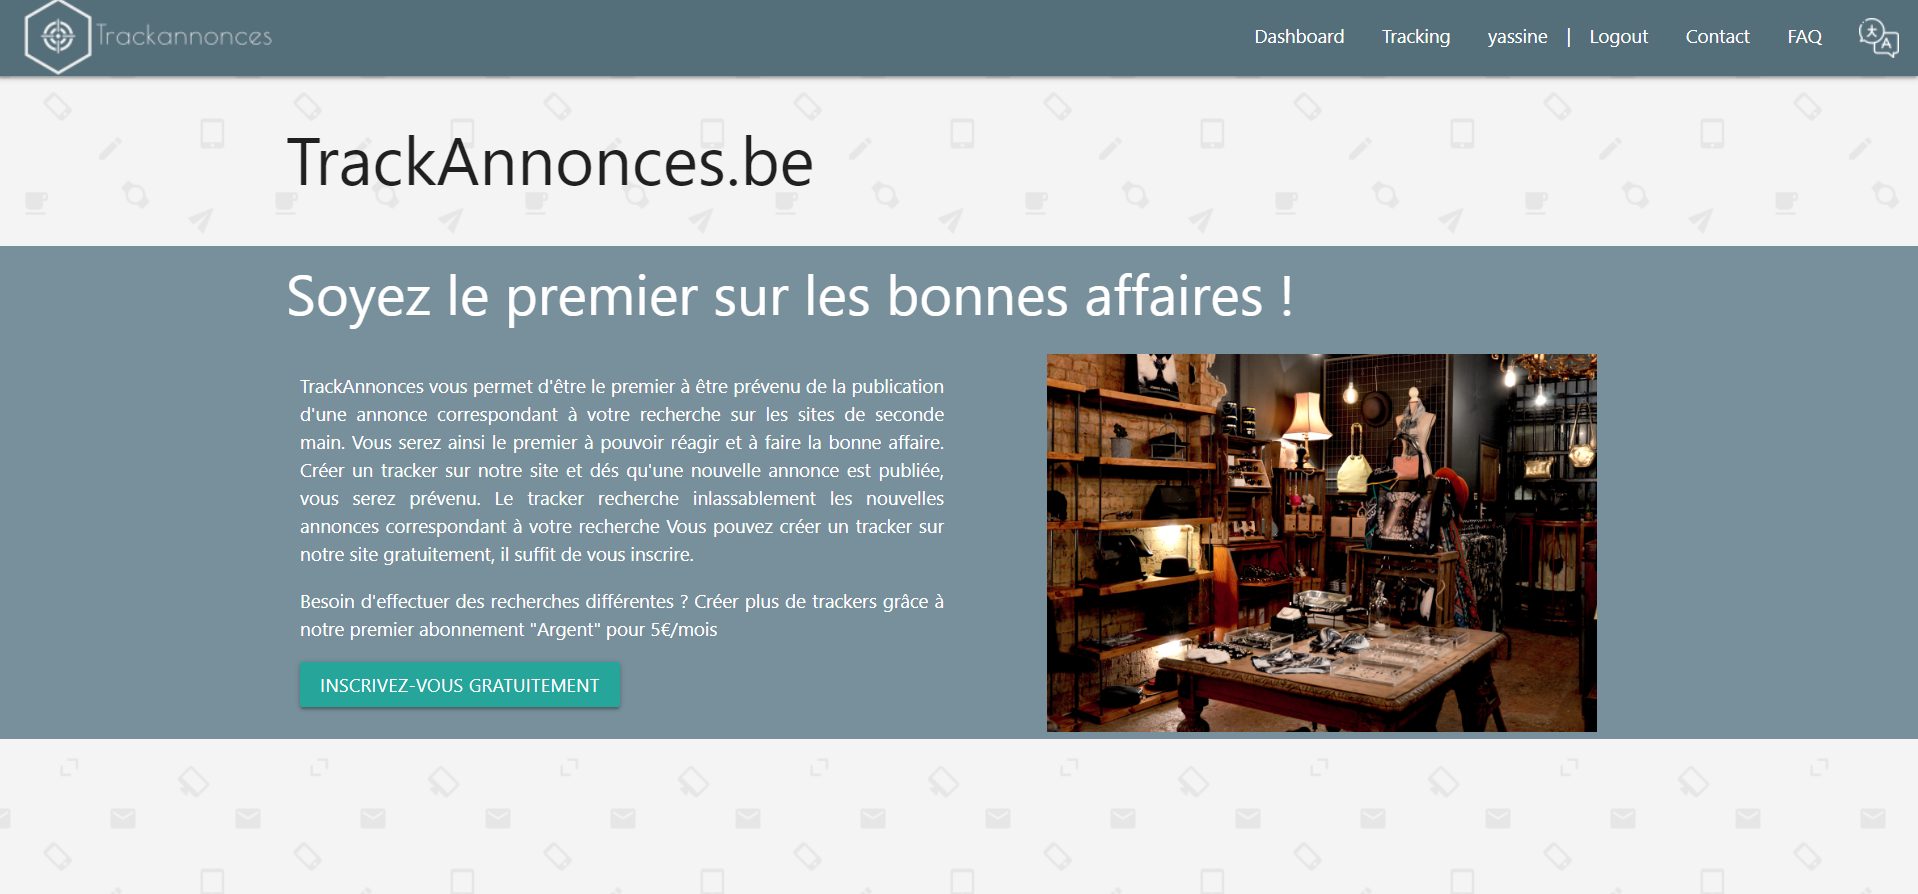 Trackannonces
Dashboard Tracking yassine | Logout Contact FAQ
TrackAnnonces.be
Soyez le premier sur les bonnes affaires !
TrackAnnonces vous permet d'être le premier à être prévenu de la publication
d'une annonce correspondant à votre recherche sur les sites de seconde
main. Vous serez ainsi le premier à pouvoir réagir et à faire la bonne affaire.
Créer un tracker sur notre site et dés qu'une nouvelle annonce est publiée,
vous serez prévenu. Le tracker recherche inlassablement les nouvelles
annonces correspondant à votre recherche Vous pouvez créer un tracker sur
notre site gratuitement, il suffit de vous inscrire.
Besoin d'effectuer des recherches différentes ? Créer plus de trackers grâce à
notre premier abonnement "Argent" pour 5€/mois
INSCRIVEZ-VOUS GRATUITEMENT